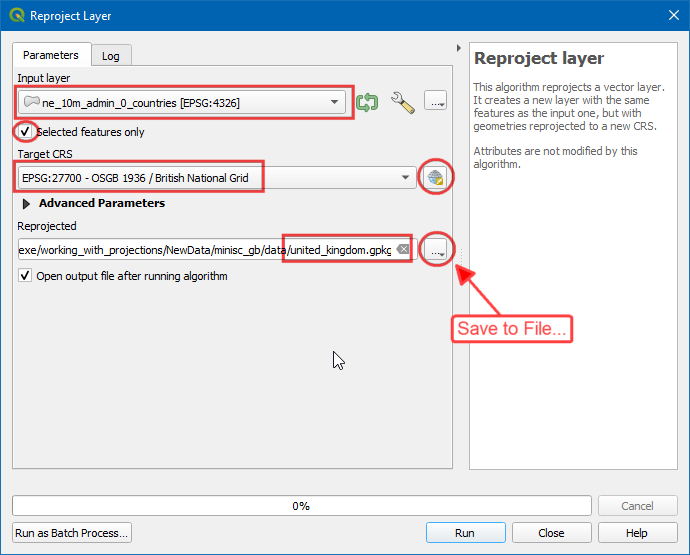 Reproject Layer
Parameters
Log
Input layer
ne_10m_admin_0_countries [EPSG:4326]
...
Selected features only
Target CRS
EPSG:27700 - OSGB 1936 / British National Grid
Advanced Parameters
Reprojected
exe/working_with_projections/NewData/minisc_gb/data/united_kingdom.gpkg
...
Open output file after running algorithm
Save to File...
Reproject layer
This algorithm reprojects a vector layer.
It creates a new layer with the same
features as the input one, but with
geometries reprojected to a new CRS.
Attributes are not modified by this
algorithm.
0%
Cancel
Run as Batch Process...
Run
Close
Help